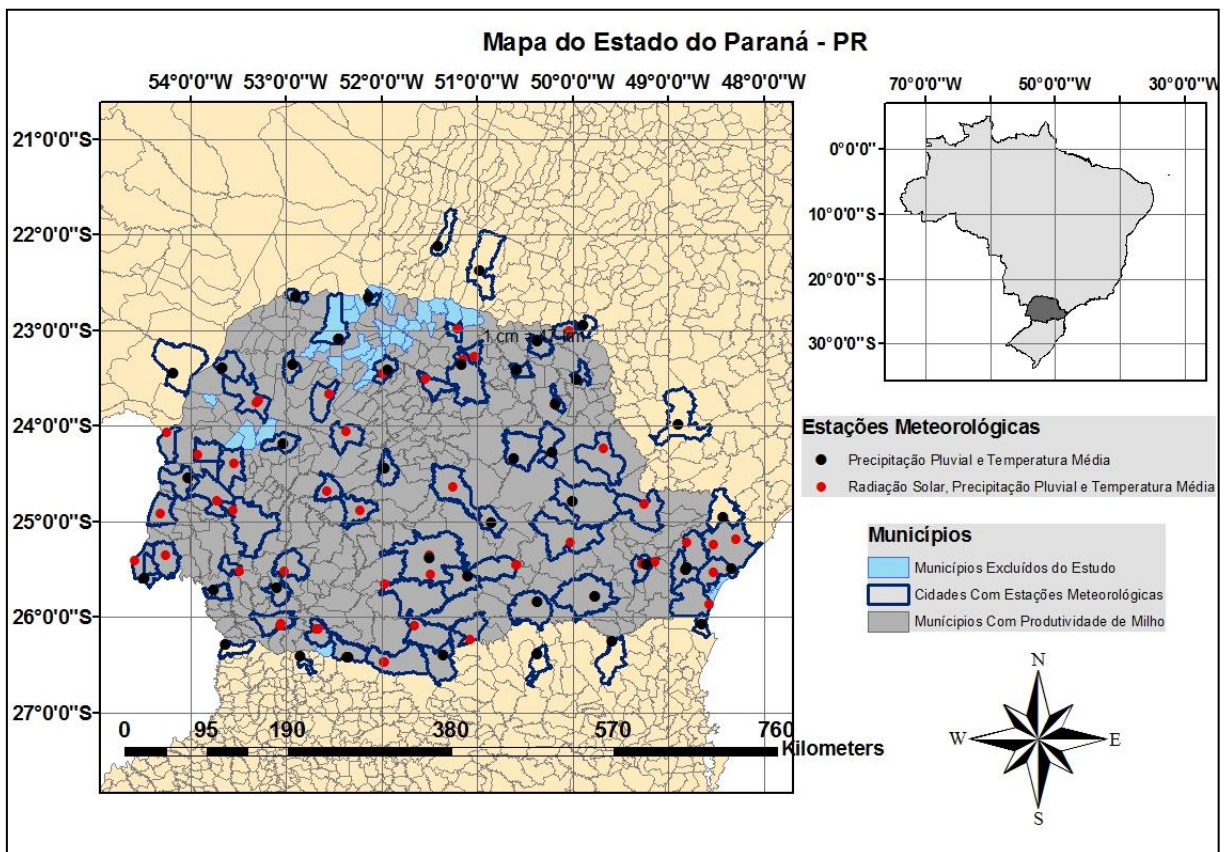 Mapa do Estado do Paraná - PR
54°0'0"W 53°0'0"W 52°0'0"W 51°0'0"W 50°0'0"W 49°0'0"W 48°0'0"W
21°0'0"S
22°0'0"S
23°0'0"S
24°0'0"S
25°0'0"S
26°0'0"S
27°0'0"S
1 cm =
0 95 190 380 570 760
Kilometers
70°0'0"W 50°0'0"W 30°0'0"W
0°0'0"
10°0'0"S
20°0'0"S
30°0'0"S
Estações Meteorológicas
Precipitação Pluvial e Temperatura Média
Radiação Solar, Precipitação Pluvial e Temperatura Média
Municípios
Municípios Excluídos do Estudo
Cidades Com Estações Meteorológicas
Munícipios Com Produtividade de Milho
N
W E
S